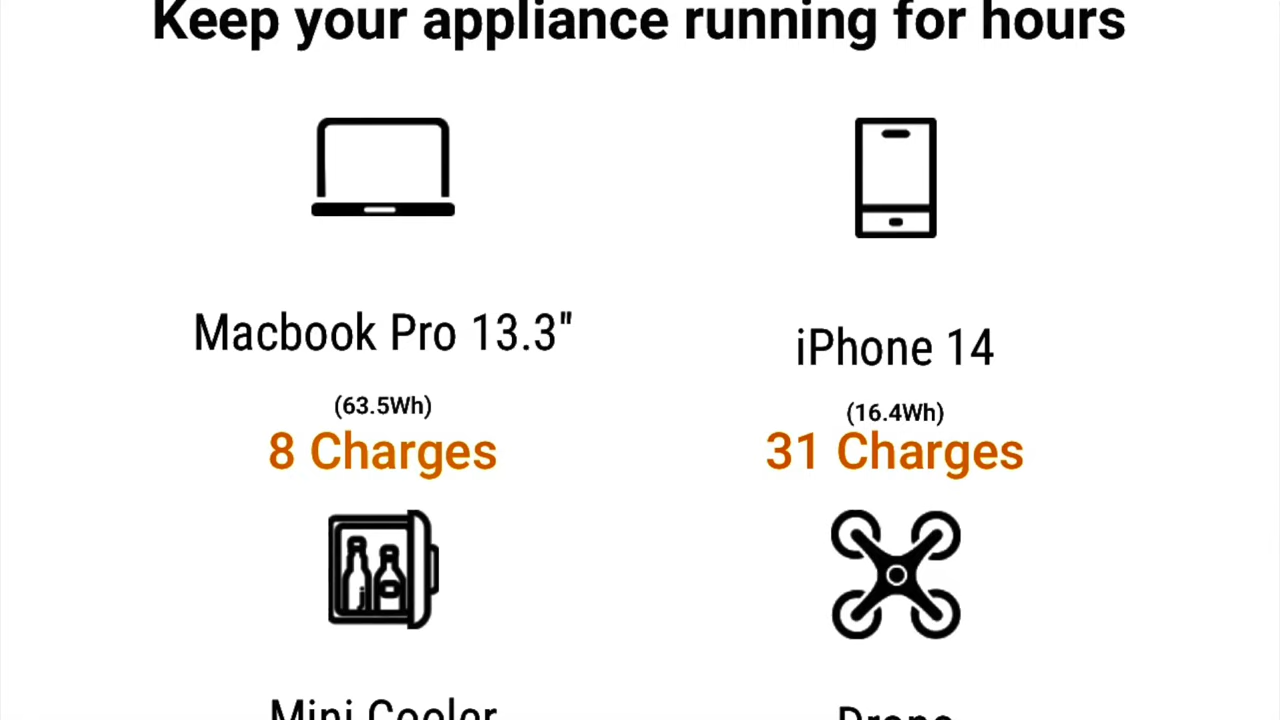 Keep your appliance running for hours
Macbook Pro 13.3"
iPhone 14
(63.5Wh)
(16.4Wh)
8 Charges
31 Charges
Mini Cooler
Drone